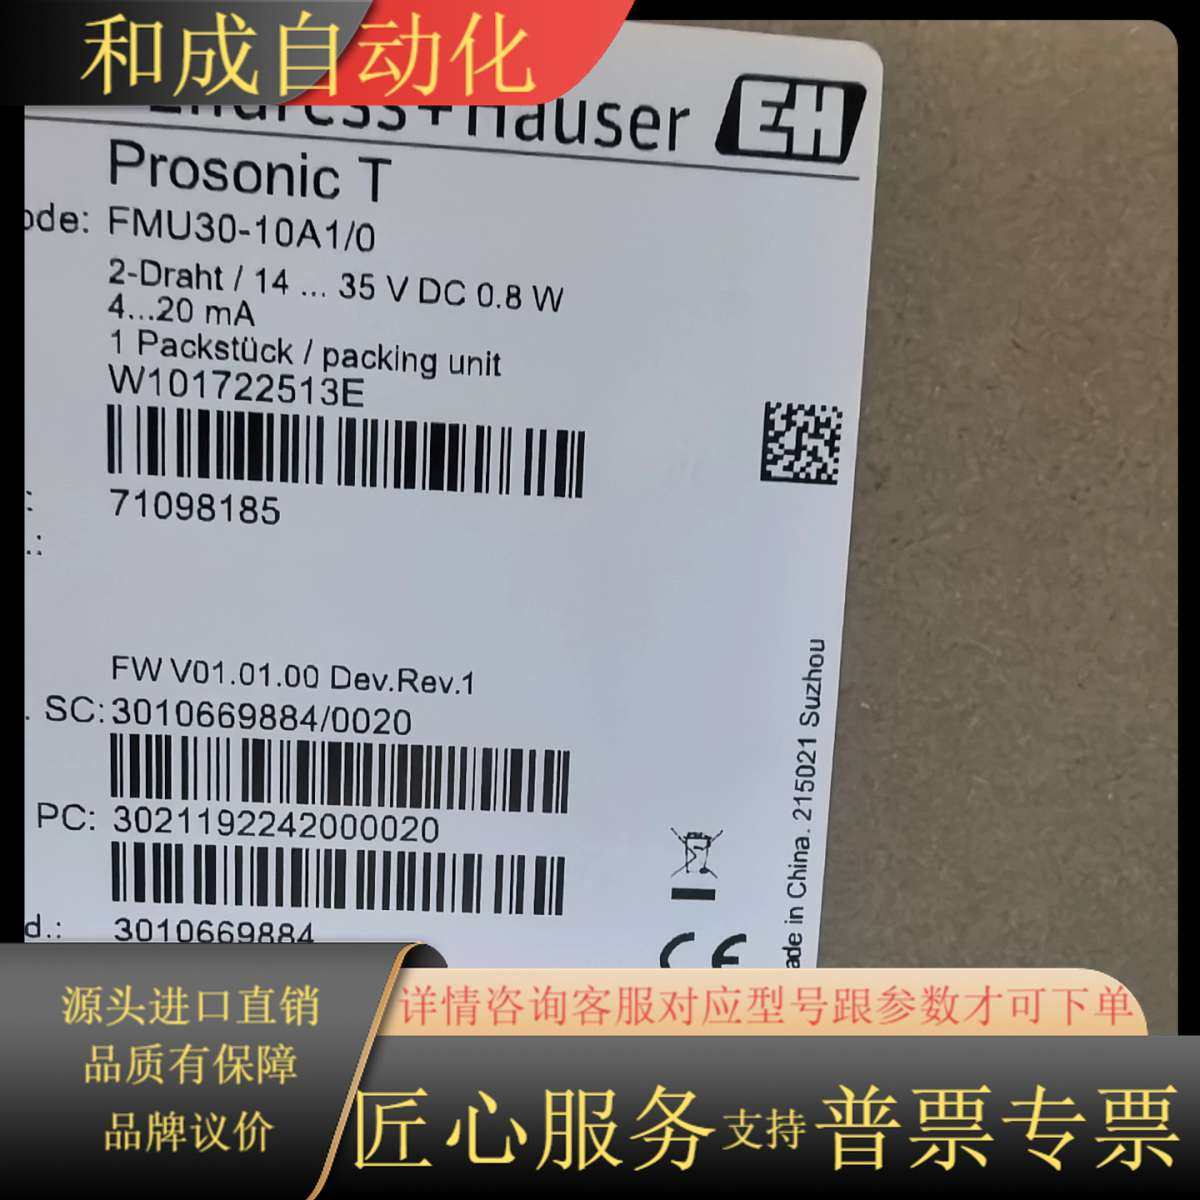 和成自动化
Endress+Hauser EH
Prosonic T
ode: FMU30-10A1/0
2-Draht / 14 ... 35 V DC 0.8 W
4...20 mA
1 Packstück / packing unit
W101722513E
71098185
FW V01.01.00 Dev.Rev.1
. SC: 3010669884/0020
PC: 3021192242000020
d.: 3010669884
CE
ade in China. 215021 Suzhou
源头进口直销
品质有保障
品牌议价
详情咨询客服对应型号跟参数才可下单
匠心服务支持普票专票